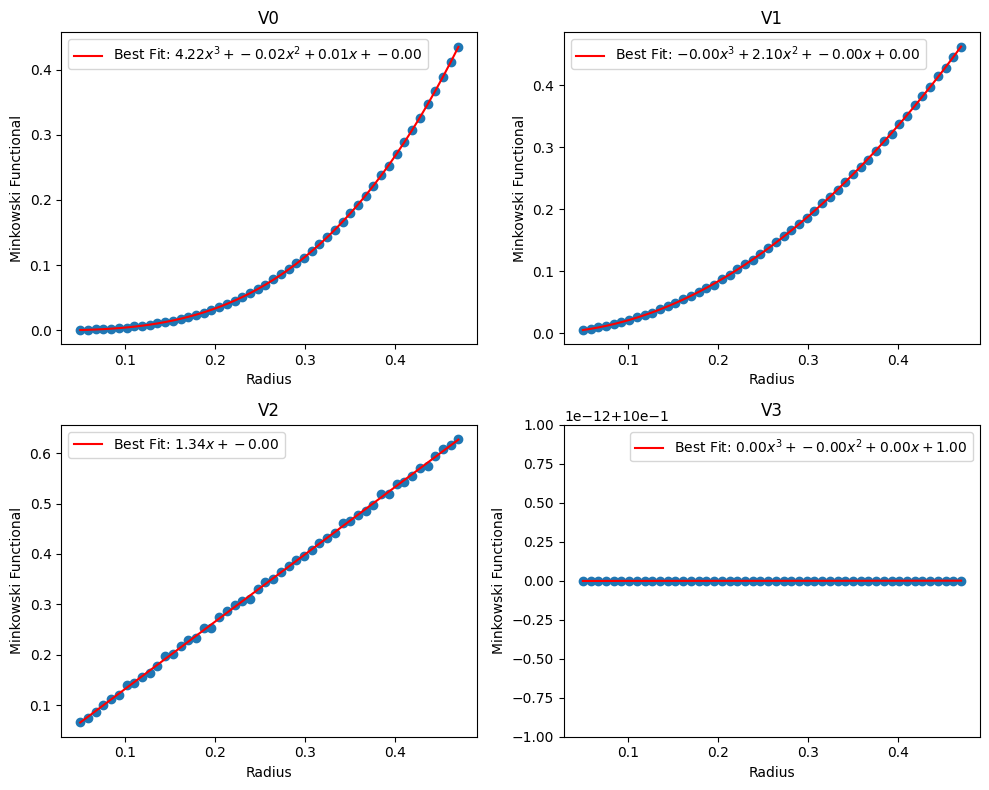 V0
Best Fit: 4.22x³ + −0.02x² + 0.01x + −0.00
Minkowski Functional
0.4
0.3
0.2
0.1
0.0
0.1 0.2 0.3 0.4
Radius
V1
Best Fit: −0.00x³ + 2.10x² + −0.00x + 0.00
Minkowski Functional
0.4
0.3
0.2
0.1
0.0
0.1 0.2 0.3 0.4
Radius
V2
Best Fit: 1.34x + −0.00
Minkowski Functional
0.6
0.5
0.4
0.3
0.2
0.1
0.1 0.2 0.3 0.4
Radius
V3
1e−12+10e−1
Best Fit: 0.00x³ + −0.00x² + 0.00x + 1.00
Minkowski Functional
1.00
0.75
0.50
0.25
0.00
−0.25
−0.50
−0.75
−1.00
0.1 0.2 0.3 0.4
Radius